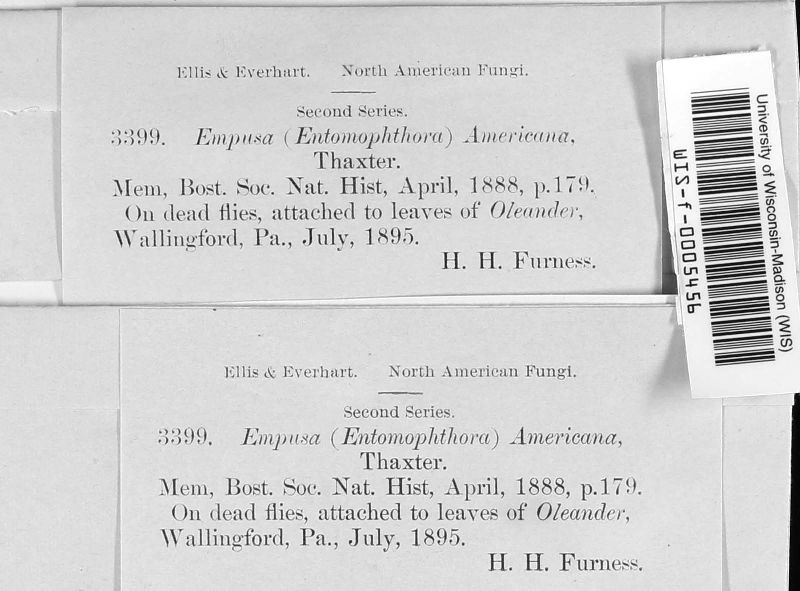 Ellis & Everhart. North American Fungi.
Second Series.
3399. Empusa (Entomophthora) Americana,
Thaxter.
Mem, Bost. Soc. Nat. Hist, April, 1888, p.179.
On dead flies, attached to leaves of Oleander,
Wallingford, Pa., July, 1895.
H. H. Furness.
University of Wisconsin-Madison (WIS)
WIS-f-0005456
Ellis & Everhart. North American Fungi.
Second Series.
3399. Empusa (Entomophthora) Americana,
Thaxter.
Mem, Bost. Soc. Nat. Hist, April, 1888, p.179.
On dead flies, attached to leaves of Oleander,
Wallingford, Pa., July, 1895.
H. H. Furness.